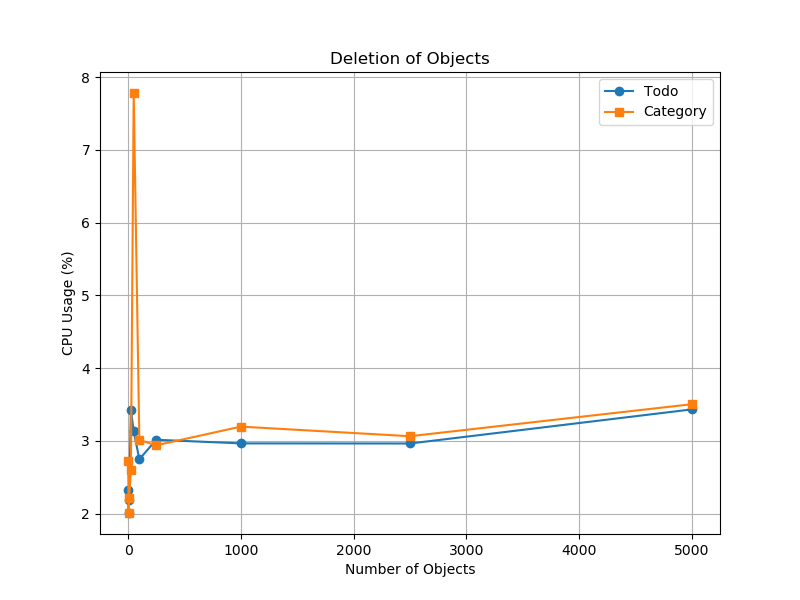 Deletion of Objects
Todo
Category
CPU Usage (%)
8
7
6
5
4
3
2
0 1000 2000 3000 4000 5000
Number of Objects